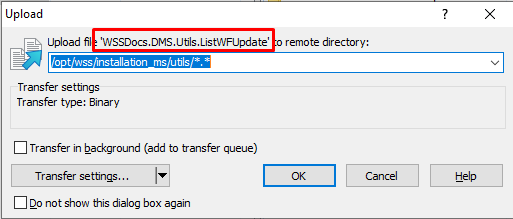 Upload
Upload file 'WSSDocs.DMS.Utils.ListWFUpdate' to remote directory:
/opt/wss/installation_ms/utils/*.*
Transfer settings
Transfer type: Binary
Transfer in background (add to transfer queue)
Transfer settings...
OK
Cancel
Help
Do not show this dialog box again